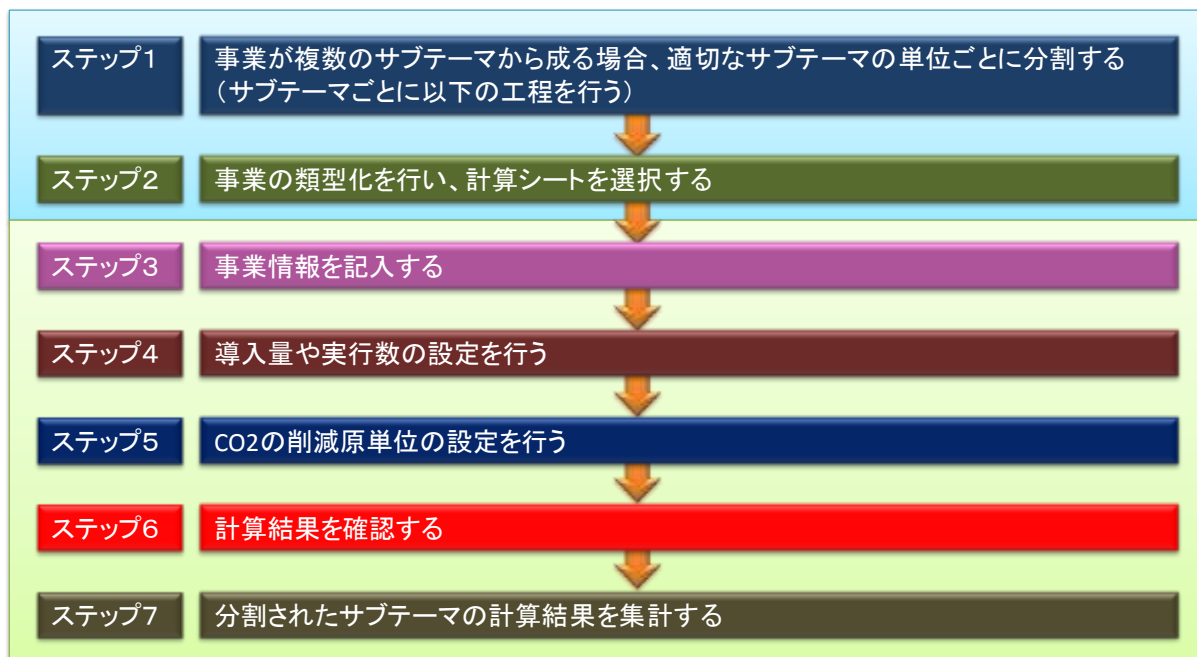 ステップ1
事業が複数のサブテーマから成る場合、適切なサブテーマの単位ごとに分割する
（サブテーマごとに以下の工程を行う）
ステップ2
事業の類型化を行い、計算シートを選択する
ステップ3
事業情報を記入する
ステップ4
導入量や実行数の設定を行う
ステップ5
CO2の削減原単位の設定を行う
ステップ6
計算結果を確認する
ステップ7
分割されたサブテーマの計算結果を集計する